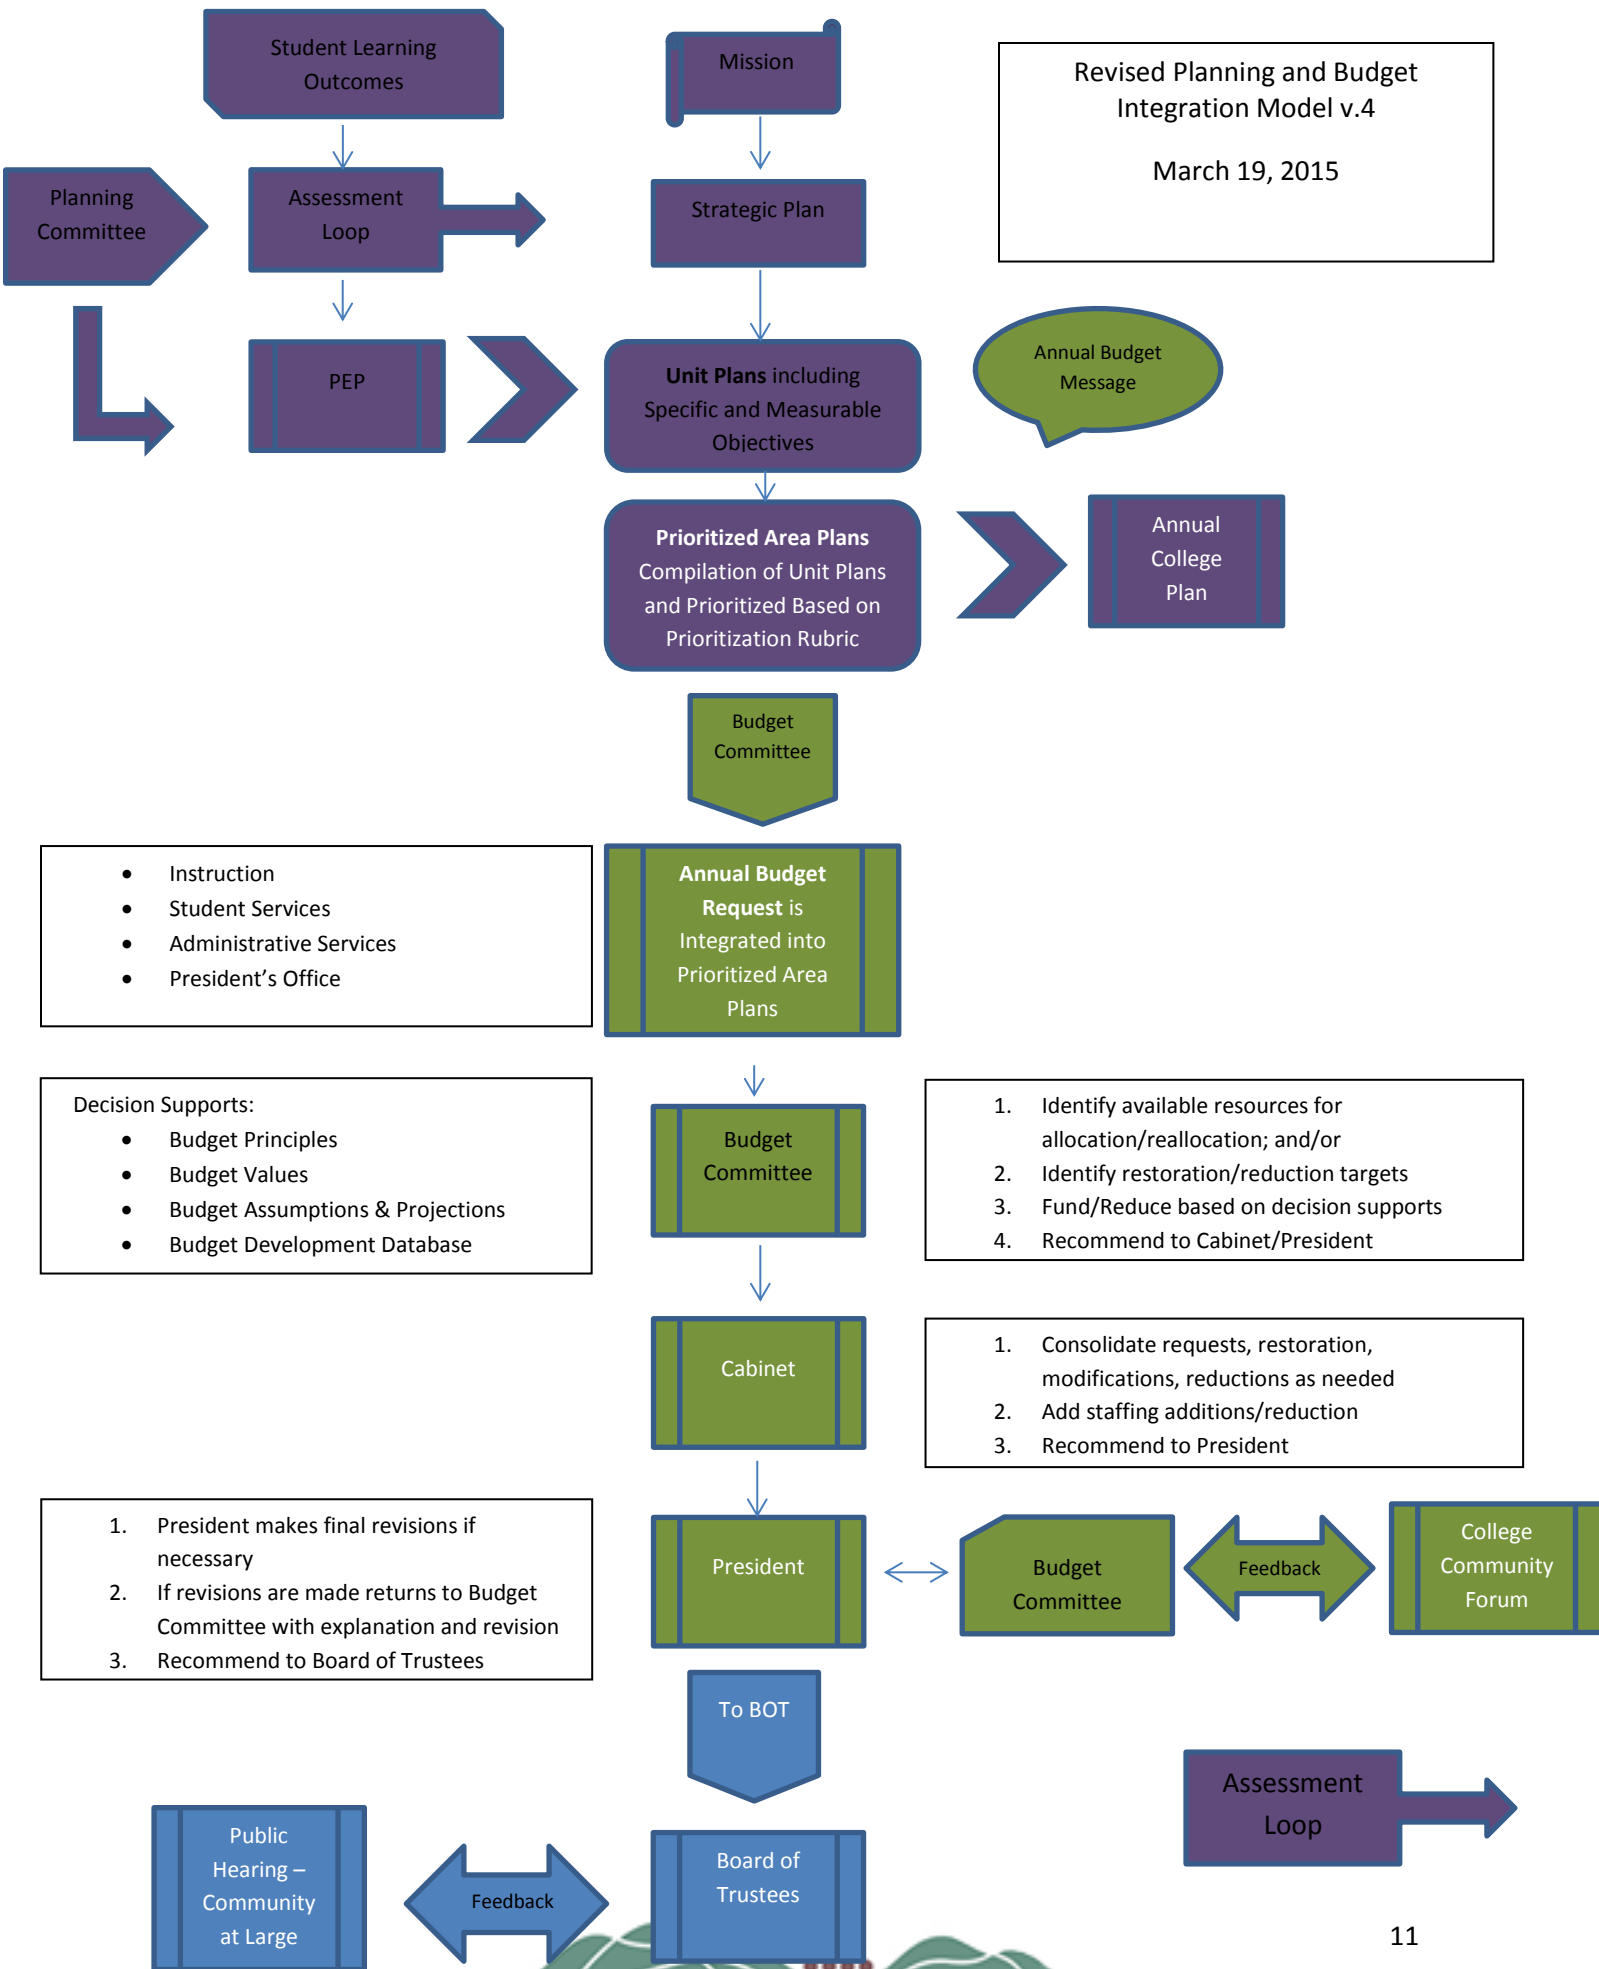 Student Learning
Outcomes
Mission
Revised Planning and Budget
Integration Model v.4
March 19, 2015
Planning
Committee
Assessment
Loop
Strategic Plan
PEP
Unit Plans including
Specific and Measurable
Objectives
Annual Budget
Message
Prioritized Area Plans
Compilation of Unit Plans
and Prioritized Based on
Prioritization Rubric
Annual
College
Plan
Budget
Committee
• Instruction
• Student Services
• Administrative Services
• President’s Office
Annual Budget
Request is
Integrated into
Prioritized Area
Plans
Decision Supports:
• Budget Principles
• Budget Values
• Budget Assumptions & Projections
• Budget Development Database
Budget
Committee
1. Identify available resources for
allocation/reallocation; and/or
2. Identify restoration/reduction targets
3. Fund/Reduce based on decision supports
4. Recommend to Cabinet/President
Cabinet
1. Consolidate requests, restoration,
modifications, reductions as needed
2. Add staffing additions/reduction
3. Recommend to President
1. President makes final revisions if
necessary
2. If revisions are made returns to Budget
Committee with explanation and revision
3. Recommend to Board of Trustees
President
Budget
Committee
Feedback
College
Community
Forum
To BOT
Assessment
Loop
Public
Hearing –
Community
at Large
Feedback
Board of
Trustees
11